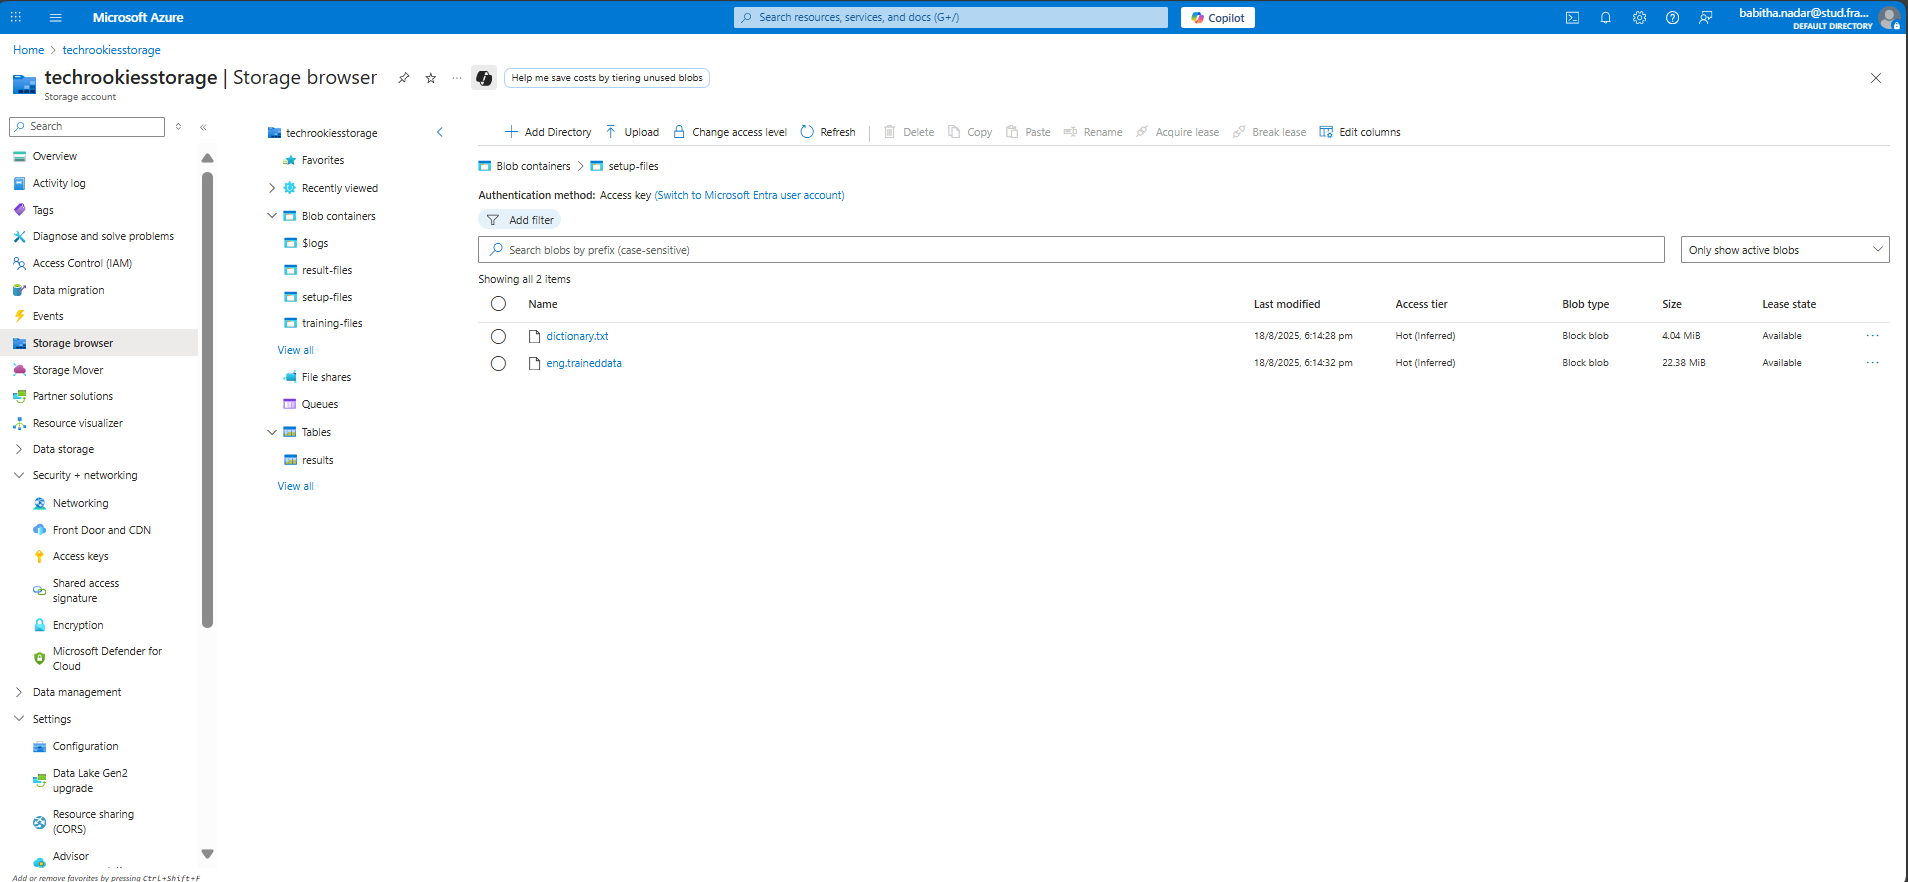 Microsoft Azure
Search resources, services, and docs (G+/)
Copilot
babitha.nadar@stud.fra...
DEFAULT DIRECTORY
Home > techrookiesstorage
techrookiesstorage | Storage browser
Storage account
Help me save costs by tiering unused blobs
Search
Overview
Activity log
Tags
Diagnose and solve problems
Access Control (IAM)
Data migration
Events
Storage browser
Storage Mover
Partner solutions
Resource visualizer
Data storage
Security + networking
Networking
Front Door and CDN
Access keys
Shared access
signature
Encryption
Microsoft Defender for
Cloud
Data management
Settings
Configuration
Data Lake Gen2
upgrade
Resource sharing
(CORS)
Advisor
Add or remove favorites by pressing Ctrl+Shift+F
techrookiesstorage
Favorites
Recently viewed
Blob containers
$logs
result-files
setup-files
training-files
View all
File shares
Queues
Tables
results
View all
Add Directory Upload Change access level Refresh Delete Copy Paste Rename Acquire lease Break lease Edit columns
Blob containers > setup-files
Authentication method: Access key (Switch to Microsoft Entra user account)
Add filter
Search blobs by prefix (case-sensitive)
Only show active blobs
Showing all 2 items
Name Last modified Access tier Blob type Size Lease state
dictionary.txt 18/8/2025, 6:14:28 pm Hot (Inferred) Block blob 4.04 MiB Available ...
eng.traineddata 18/8/2025, 6:14:32 pm Hot (Inferred) Block blob 22.38 MiB Available ...